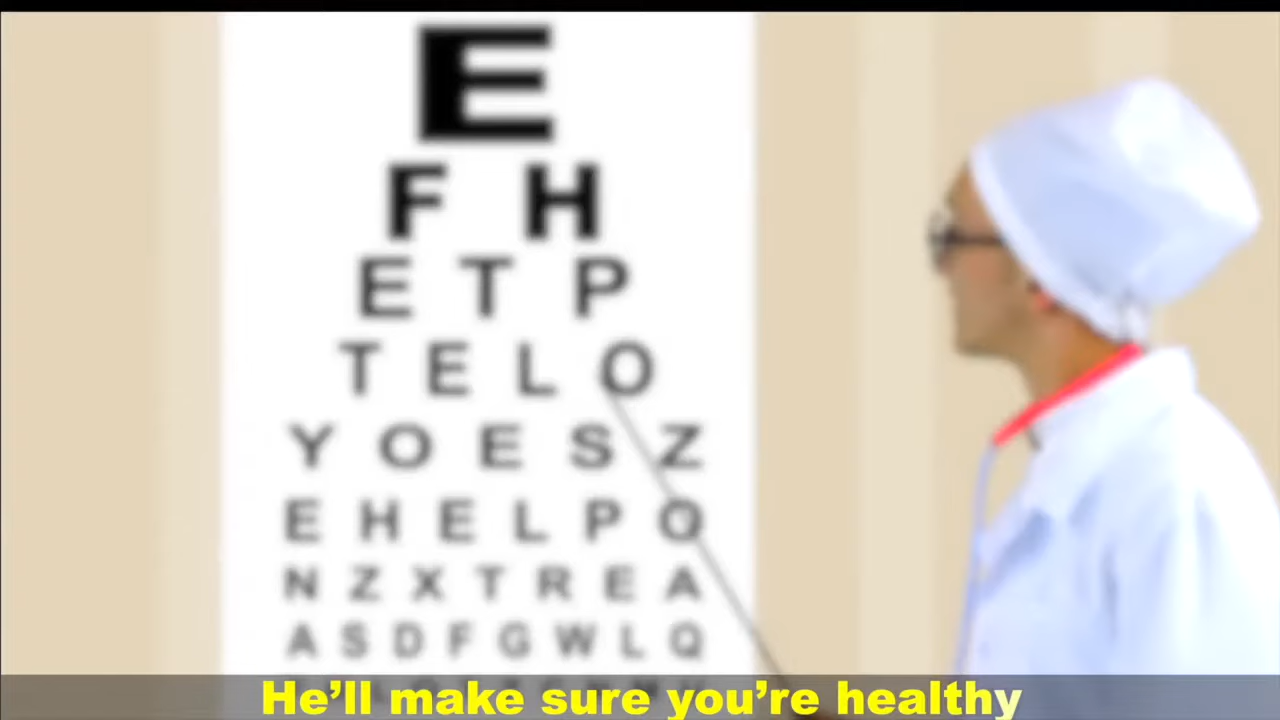 E
F H
E T P
T E L O
Y O E S Z
E H E L P O
N Z X T R E A
A S D F G W L Q
He’ll make sure you’re healthy